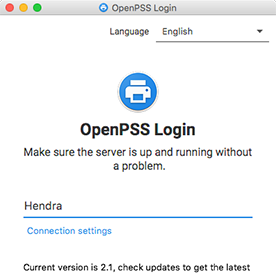 OpenPSS Login
Language English
OpenPSS Login
Make sure the server is up and running without
a problem.
Hendra
Connection settings
Current version is 2.1, check updates to get the latest